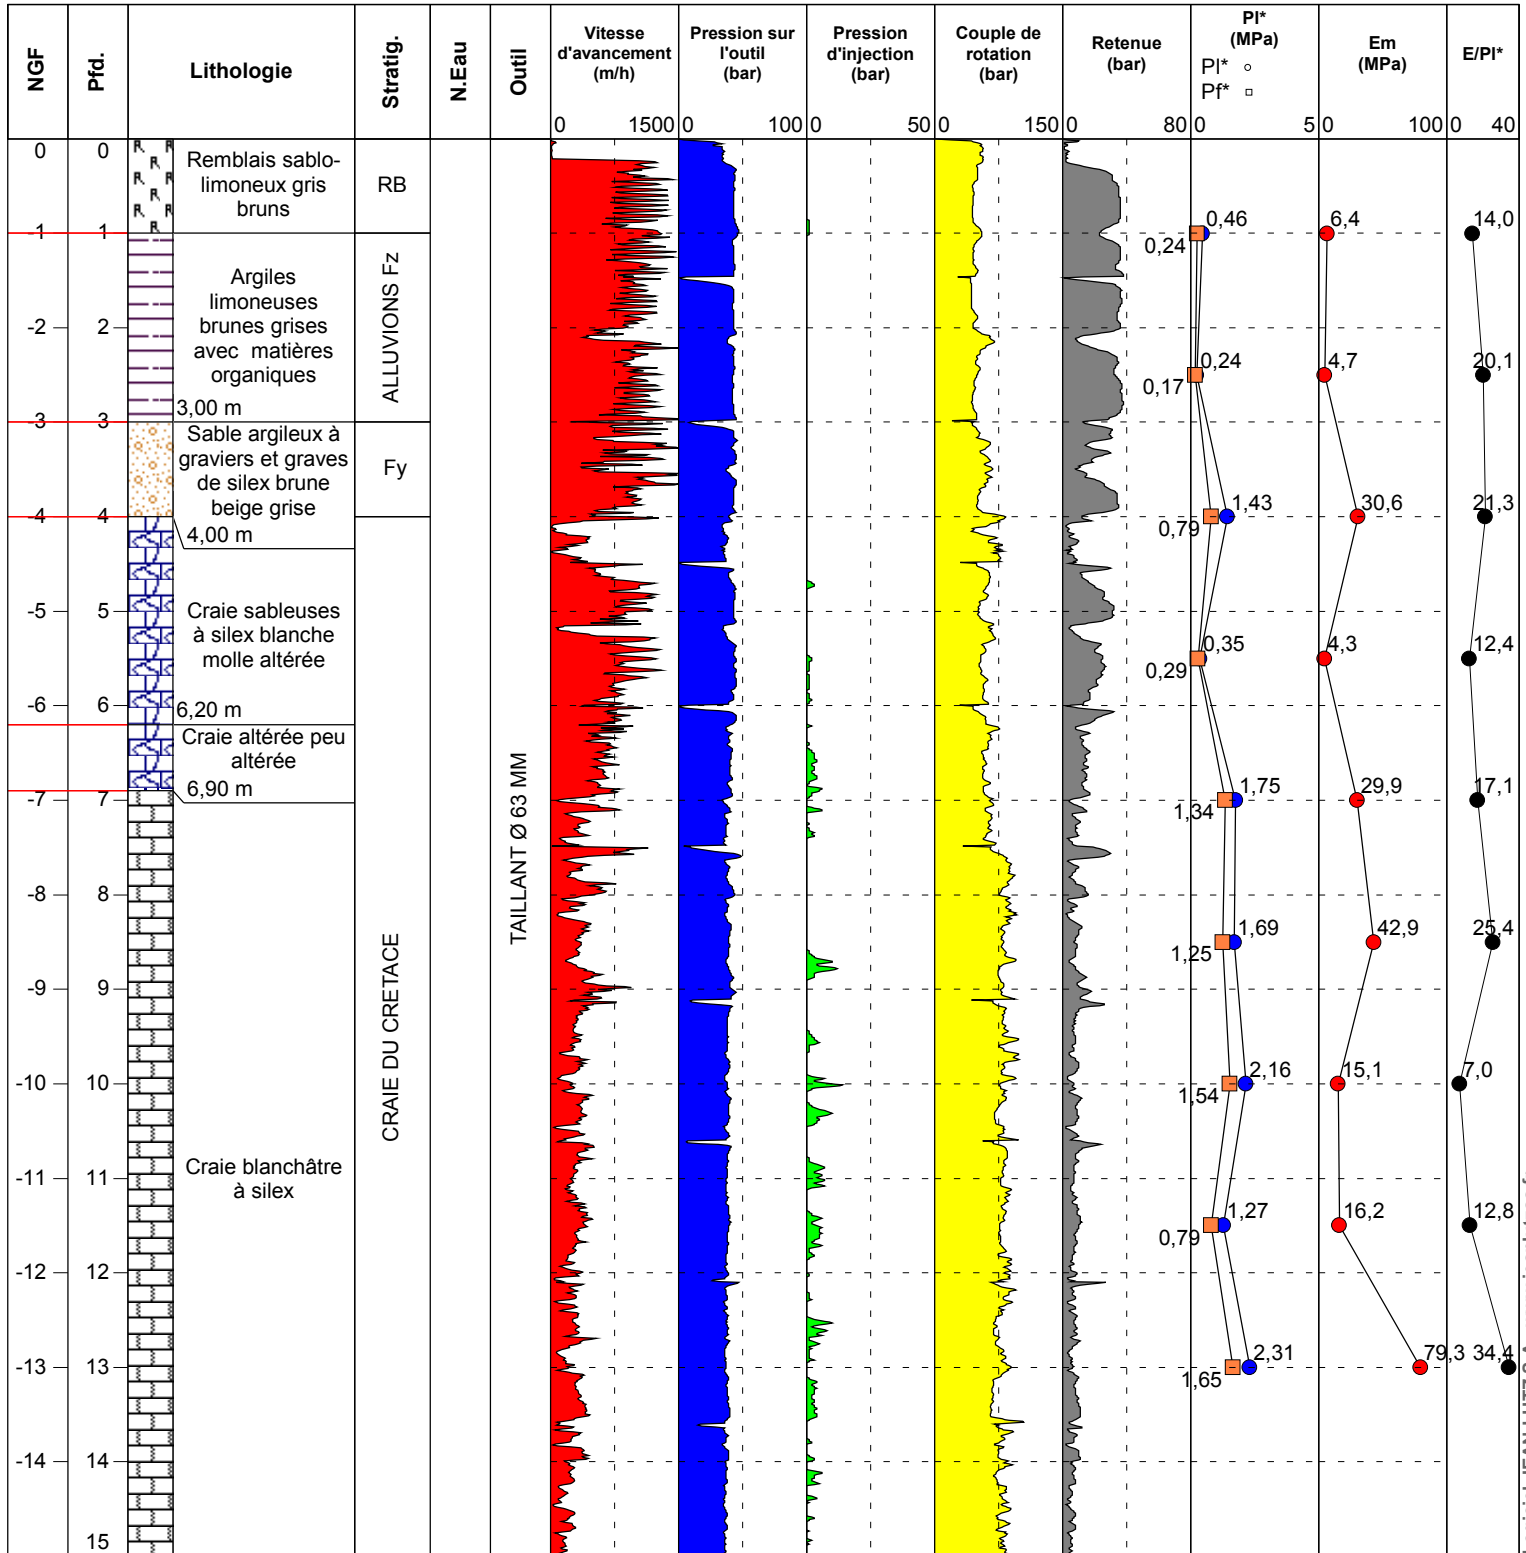 NGF
Pfd.
Lithologie
Stratig.
N.Eau
Outil
Vitesse
d'avancement
(m/h)
Pression sur
l'outil
(bar)
Pression
d'injection
(bar)
Couple de
rotation
(bar)
Retenue
(bar)
Pl*
(MPa)
Pl*
Pf*
Em
(MPa)
E/Pl*
0 1500
0 100
0 50
0 150
0 80
0 5
0 100
0 40
0 0
Remblais sablo-
limoneux gris
bruns
RB
-1 1
0,46
0,24
6,4
14,0
Argiles
limoneuses
brunes grises
avec matières
organiques
3,00 m
ALLUVIONS Fz
-2 2
0,24
0,17
4,7
20,1
-3 3
Sable argileux à
graviers et graves
de silex brune
beige grise
4,00 m
Fy
-4 4
1,43
0,79
30,6
21,3
Craie sableuses
à silex blanche
molle altérée
6,20 m
-5 5
0,35
0,29
4,3
12,4
-6 6
Craie altérée peu
altérée
6,90 m
-7 7
1,75
1,34
29,9
17,1
TAILLANT Ø 63 MM
-8 8
1,69
1,25
42,9
25,4
-9 9
CRAIE DU CRETACE
-10 10
2,16
1,54
15,1
7,0
Craie blanchâtre
à silex
-11 11
1,27
0,79
16,2
12,8
-12 12
-13 13
2,31
1,65
79,3
34,4
-14 14
15